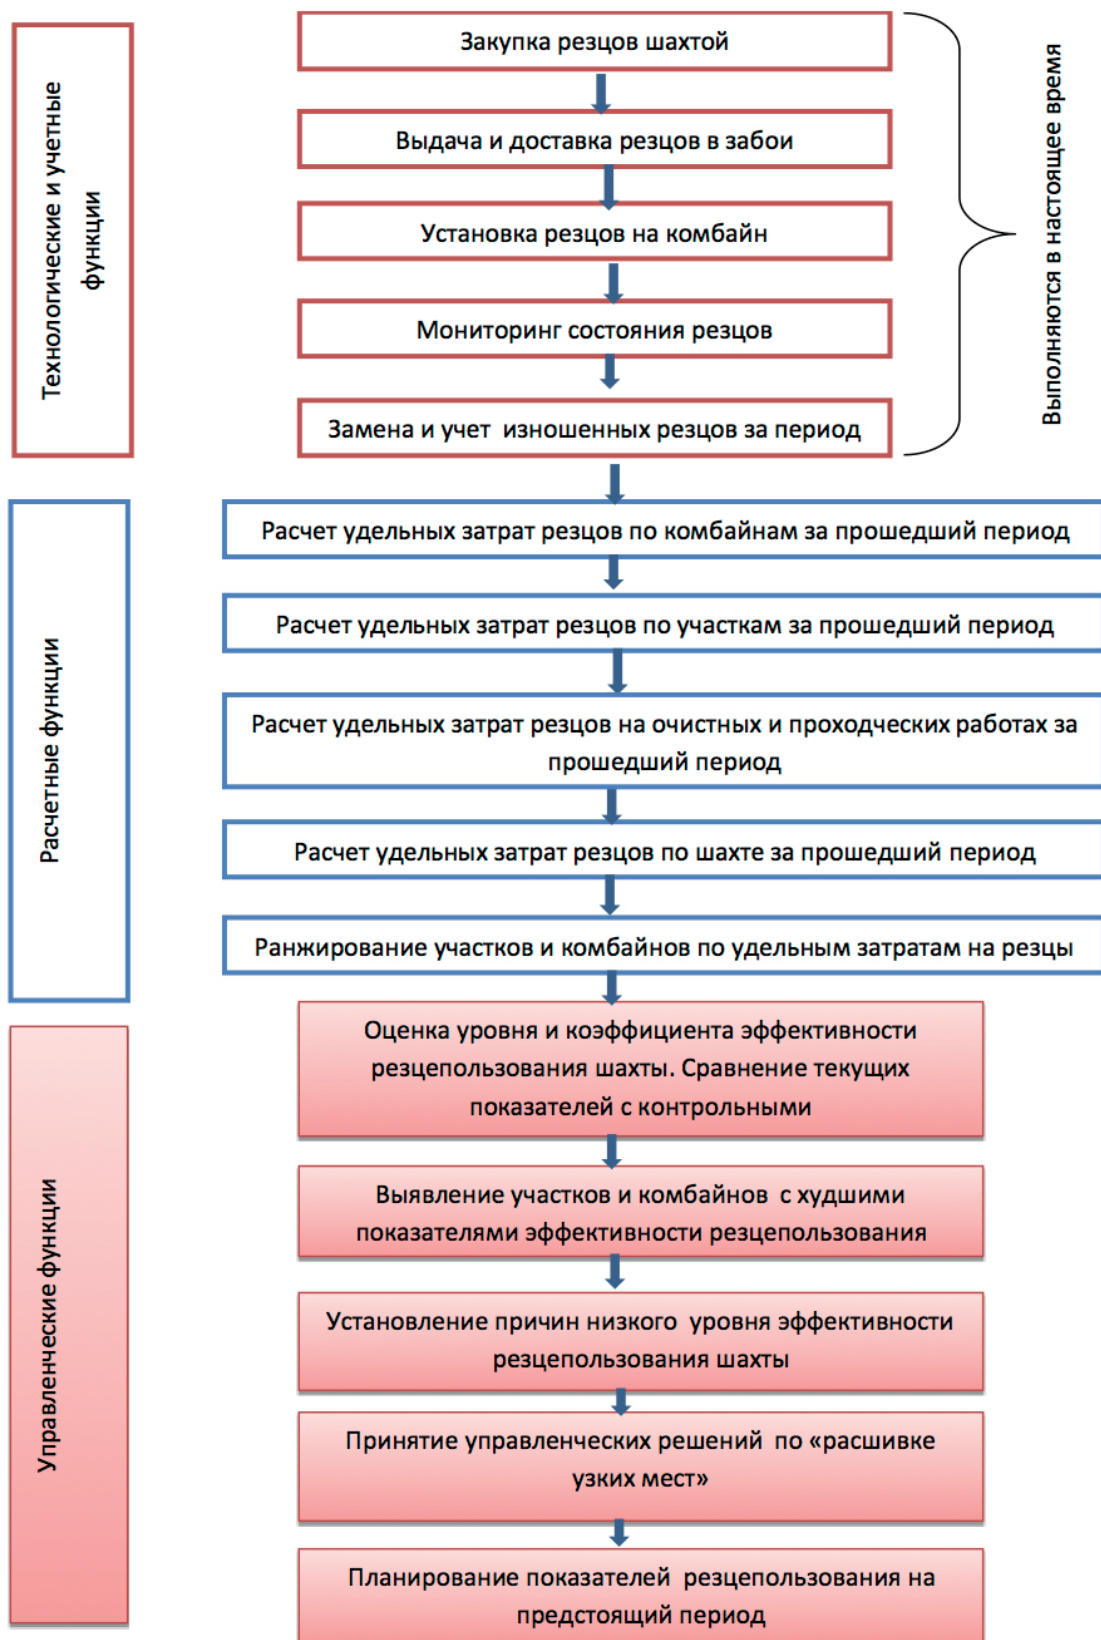 Технологические и учетные
функции
Закупка резцов шахтой
Выдача и доставка резцов в забои
Установка резцов на комбайн
Мониторинг состояния резцов
Замена и учет изношенных резцов за период
Выполняются в настоящее время
Расчетные функции
Расчет удельных затрат резцов по комбайнам за прошедший период
Расчет удельных затрат резцов по участкам за прошедший период
Расчет удельных затрат резцов на очистных и проходческих работах за
прошедший период
Расчет удельных затрат резцов по шахте за прошедший период
Ранжирование участков и комбайнов по удельным затратам на резцы
Управленческие функции
Оценка уровня и коэффициента эффективности
резцепользования шахты. Сравнение текущих
показателей с контрольными
Выявление участков и комбайнов с худшими
показателями эффективности резцепользования
Установление причин низкого уровня эффективности
резцепользования шахты
Принятие управленческих решений по «расшивке
узких мест»
Планирование показателей резцепользования на
предстоящий период